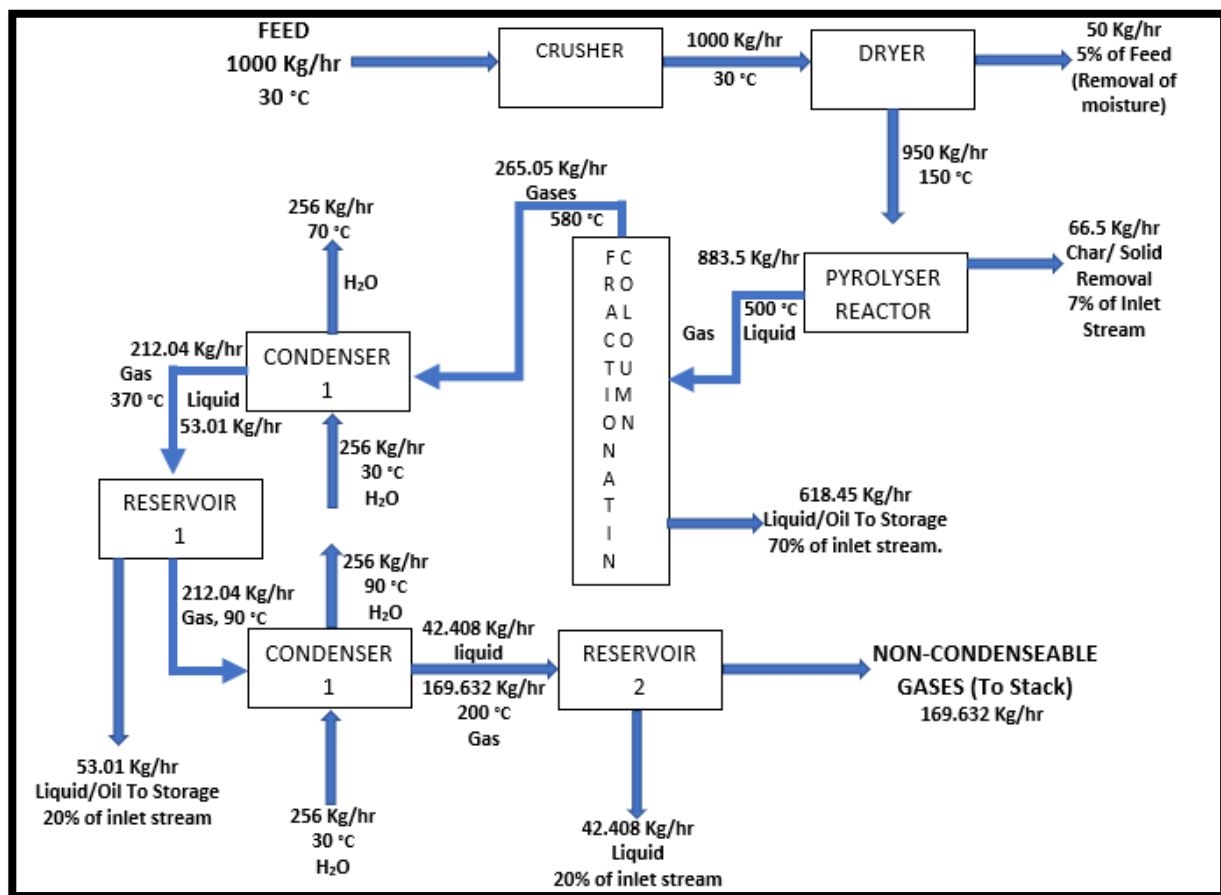 FEED
1000 Kg/hr
30 °C
CRUSHER
1000 Kg/hr
30 °C
DRYER
50 Kg/hr
5% of Feed
(Removal of
moisture)
950 Kg/hr
150 °C
265.05 Kg/hr
Gases
580 °C
256 Kg/hr
70 °C
H₂O
F C
R O
A L
C O
T U
I M
O N
N
A
T
I
N
883.5 Kg/hr
500 °C
Gas Liquid
PYROLYSER
REACTOR
66.5 Kg/hr
Char/ Solid
Removal
7% of Inlet
Stream
CONDENSER
1
212.04 Kg/hr
Gas
370 °C
Liquid
53.01 Kg/hr
256 Kg/hr
30 °C
H₂O
RESERVOIR
1
618.45 Kg/hr
Liquid/Oil To Storage
70% of inlet stream.
256 Kg/hr
90 °C
H₂O
212.04 Kg/hr
Gas, 90 °C
CONDENSER
1
42.408 Kg/hr
liquid
169.632 Kg/hr
200 °C
Gas
RESERVOIR
2
NON-CONDENSEABLE
GASES (To Stack)
169.632 Kg/hr
53.01 Kg/hr
Liquid/Oil To Storage
20% of inlet stream
256 Kg/hr
30 °C
H₂O
42.408 Kg/hr
Liquid
20% of inlet stream